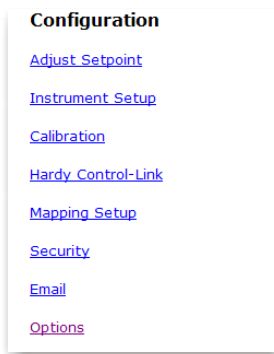 Configuration
Adjust Setpoint
Instrument Setup
Calibration
Hardy Control-Link
Mapping Setup
Security
Email
Options